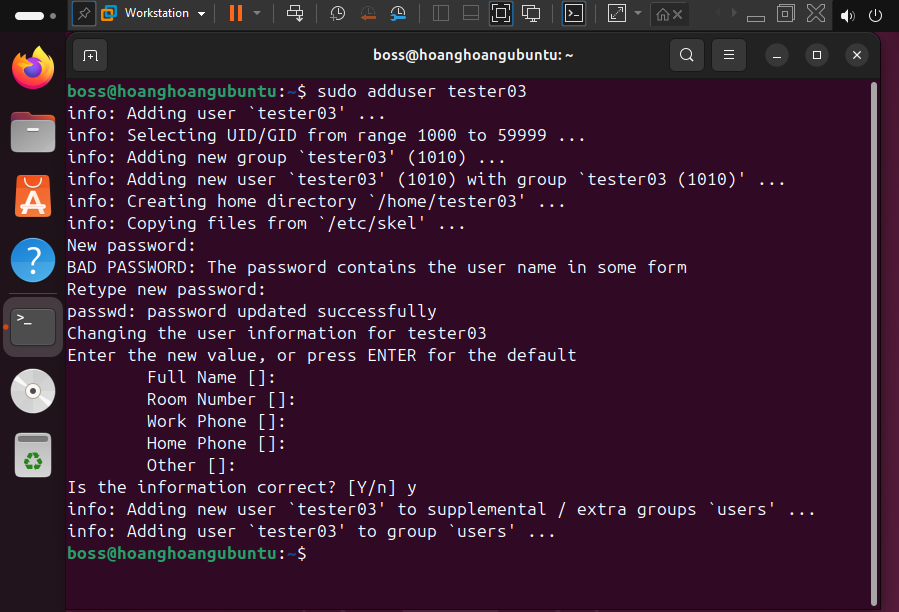 Workstation
boss@hoanghoangubuntu: ~
boss@hoanghoangubuntu:~$ sudo adduser tester03
info: Adding user `tester03' ...
info: Selecting UID/GID from range 1000 to 59999 ...
info: Adding new group `tester03' (1010) ...
info: Adding new user `tester03' (1010) with group `tester03 (1010)' ...
info: Creating home directory `/home/tester03' ...
info: Copying files from `/etc/skel' ...
New password:
BAD PASSWORD: The password contains the user name in some form
Retype new password:
passwd: password updated successfully
Changing the user information for tester03
Enter the new value, or press ENTER for the default
Full Name []:
Room Number []:
Work Phone []:
Home Phone []:
Other []:
Is the information correct? [Y/n] y
info: Adding new user `tester03' to supplemental / extra groups `users' ...
info: Adding user `tester03' to group `users' ...
boss@hoanghoangubuntu:~$